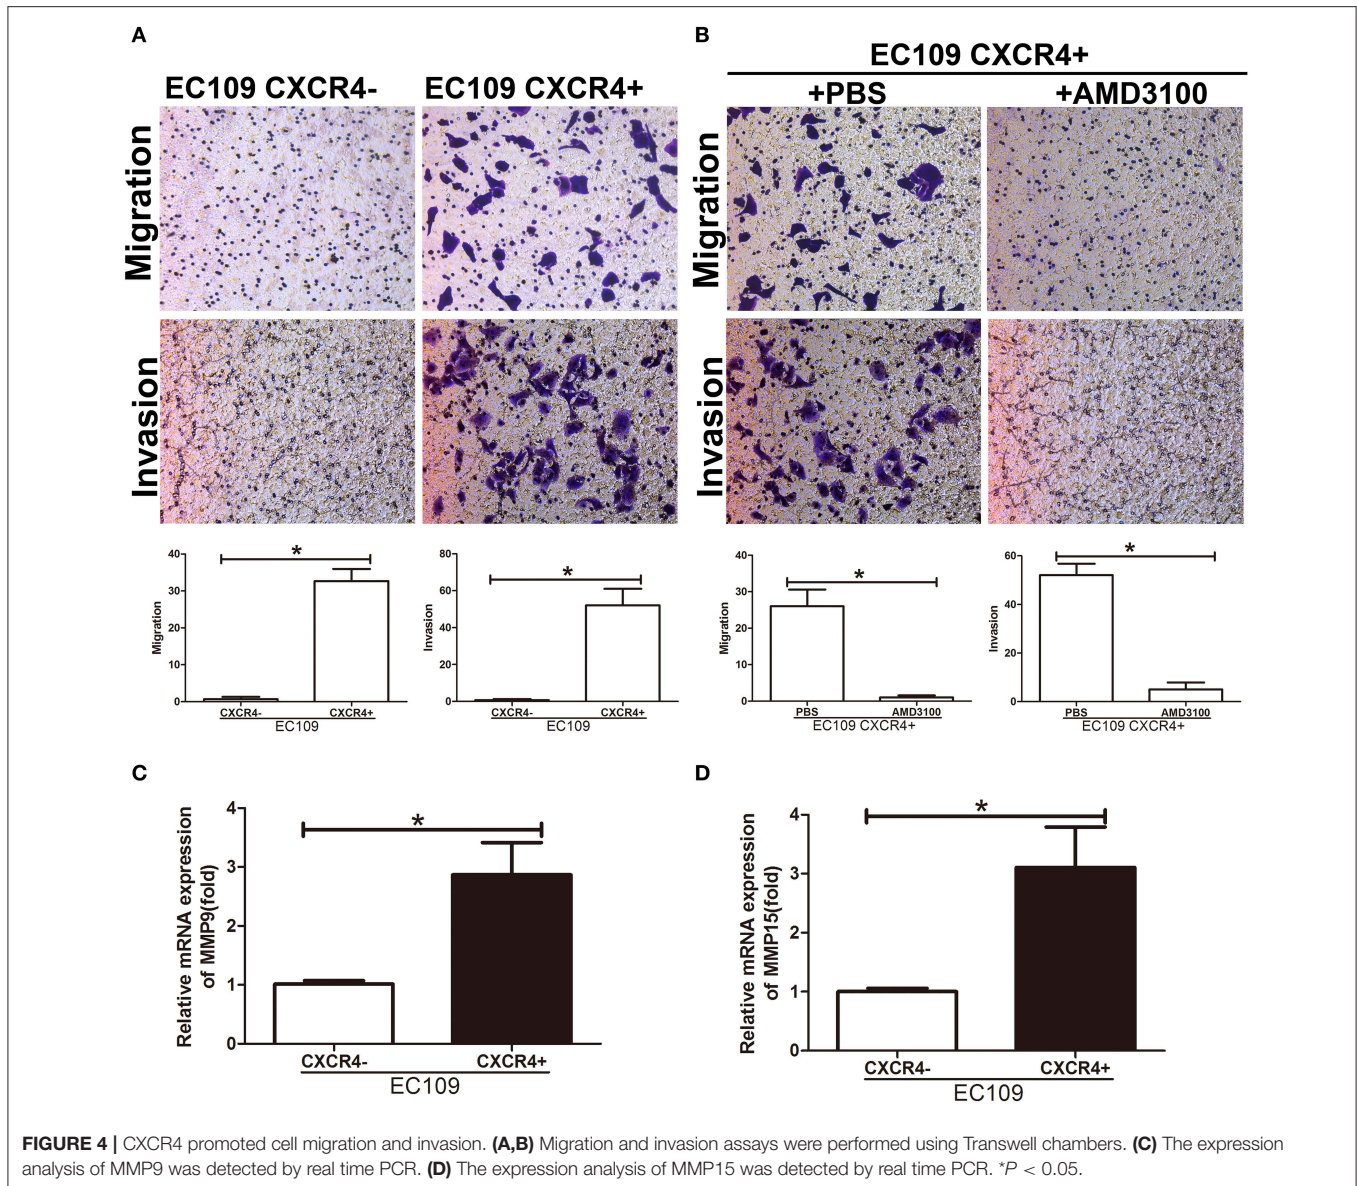 A
B
EC109 CXCR4+
EC109 CXCR4- EC109 CXCR4+
+PBS +AMD3100
Migration
Migration
Invasion
Invasion
Migration
40
30
20
10
0
*
CXCR4- CXCR4+
EC109
Invasion
80
60
40
20
0
*
CXCR4- CXCR4+
EC109
Migration
40
30
20
10
0
*
PBS AMD3100
EC109 CXCR4+
Invasion
60
40
20
0
*
PBS AMD3100
EC109 CXCR4+
C
Relative mRNA expression
of MMP9(fold)
4
3
2
1
0
*
CXCR4- CXCR4+
EC109
D
Relative mRNA expression
of MMP15(fold)
4
3
2
1
0
*
CXCR4- CXCR4+
EC109
FIGURE 4 | CXCR4 promoted cell migration and invasion. (A,B) Migration and invasion assays were performed using Transwell chambers. (C) The expression
analysis of MMP9 was detected by real time PCR. (D) The expression analysis of MMP15 was detected by real time PCR. *P < 0.05.